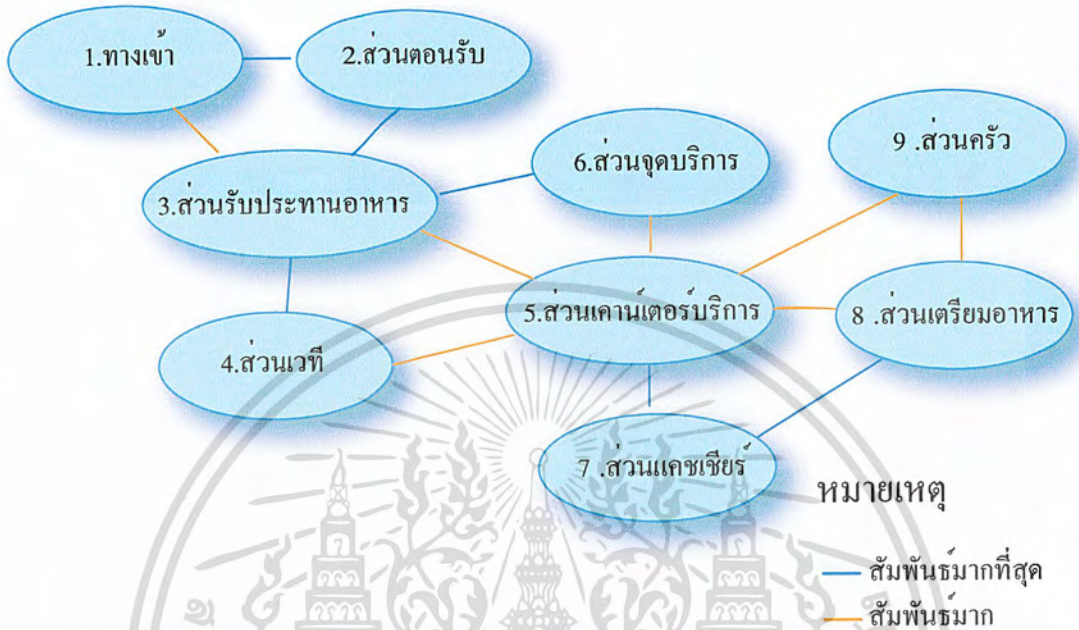 1.ทางเข้า
2.ส่วนตอนรับ
6.ส่วนจุดบริการ
9 .ส่วนครัว
3.ส่วนรับประทานอาหาร
5.ส่วนเคาน์เตอร์บริการ
8 .ส่วนเตรียมอาหาร
4.ส่วนเวที
7 .ส่วนแคชเชียร์
หมายเหตุ
สัมพันธ์มากที่สุด
สัมพันธ์มาก